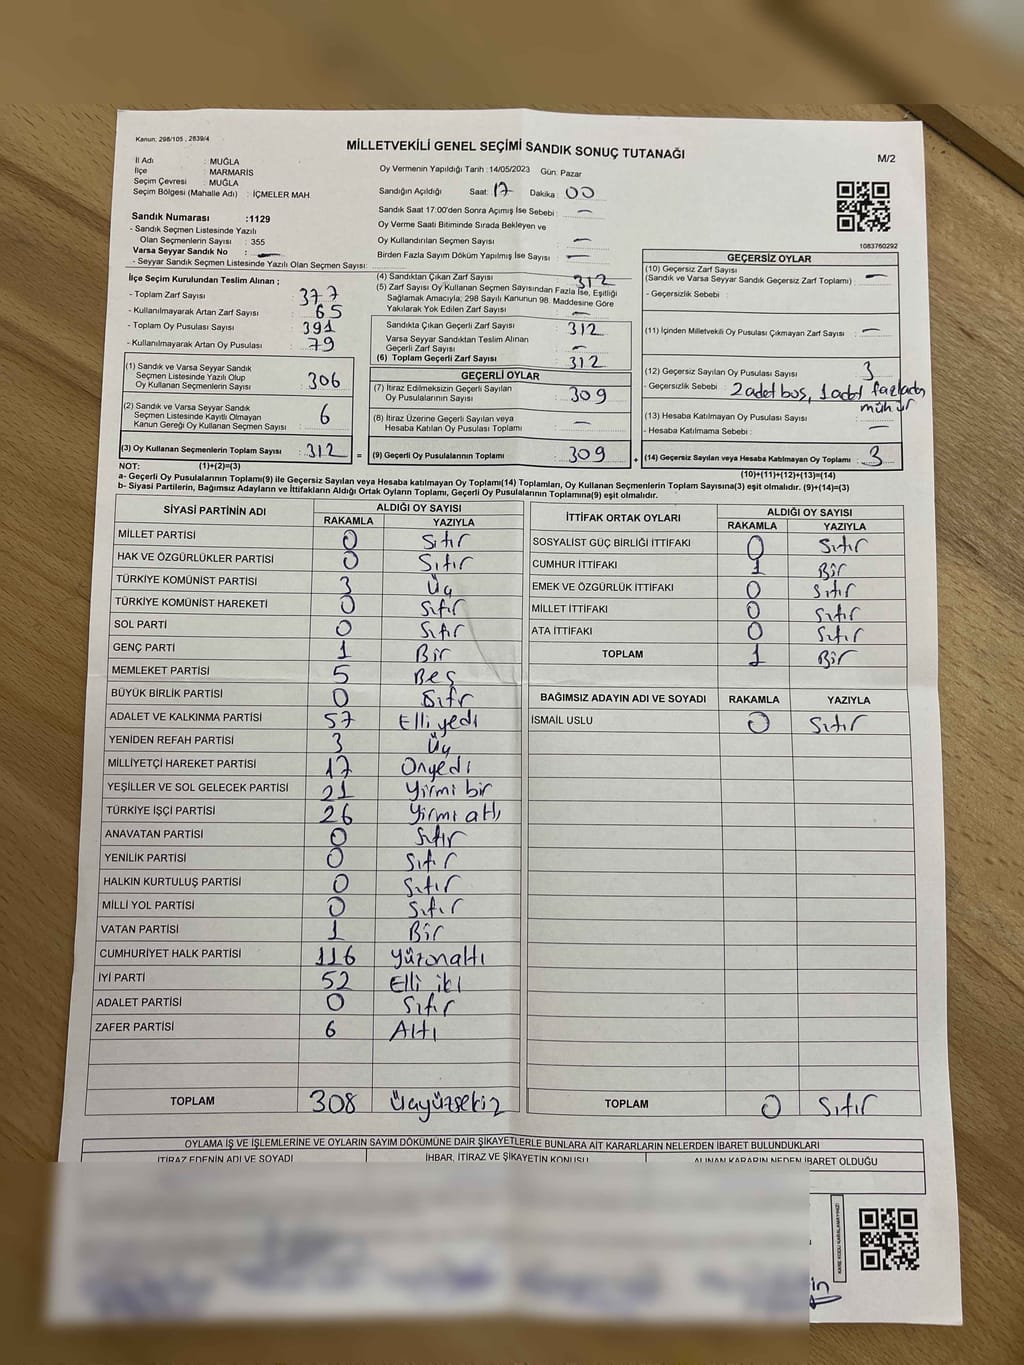 Kanun: 298/105 , 2839/4
MİLLETVEKİLİ GENEL SEÇİMİ SANDIK SONUÇ TUTANAĞI
M/2
İl Adı : MUĞLA
İlçe : MARMARİS
Seçim Çevresi : MUĞLA
Seçim Bölgesi (Mahalle Adı) : İÇMELER MAH.
Oy Vermenin Yapıldığı Tarih :14/05/2023 Gün: Pazar
Sandığın Açıldığı Saat: 17 Dakika: 00
Sandık Saat 17:00'den Sonra Açımış İse Sebebi : —
Oy Verme Saati Bitiminde Sırada Bekleyen ve
Oy Kullandırılan Seçmen Sayısı : —
Birden Fazla Sayım Döküm Yapılmış İse Sayısı : —
1083760292
Sandık Numarası :1129
- Sandık Seçmen Listesinde Yazılı
Olan Seçmenlerin Sayısı : 355
Varsa Seyyar Sandık No : —
- Seyyar Sandık Seçmen Listesinde Yazılı Olan Seçmen Sayısı:
İlçe Seçim Kurulundan Teslim Alınan ;
- Toplam Zarf Sayısı : 377
- Kullanılmayarak Artan Zarf Sayısı : 65
- Toplam Oy Pusulası Sayısı : 391
- Kullanılmayarak Artan Oy Pusulası : 79
(1) Sandık ve Varsa Seyyar Sandık
Seçmen Listesinde Yazılı Olup
Oy Kullanan Seçmenlerin Sayısı : 306
(2) Sandık ve Varsa Seyyar Sandık
Seçmen Listesinde Kayıtlı Olmayan
Kanun Gereği Oy Kullanan Seçmen Sayısı : 6
(3) Oy Kullanan Seçmenlerin Toplam Sayısı : 312
(4) Sandıktan Çıkan Zarf Sayısı : 312
(5) Zarf Sayısı Oy Kullanan Seçmen Sayısından Fazla İse, Eşitliği
Sağlamak Amacıyla; 298 Sayılı Kanunun 98. Maddesine Göre
Yakılarak Yok Edilen Zarf Sayısı : —
Sandıkta Çıkan Geçerli Zarf Sayısı : 312
Varsa Seyyar Sandıktan Teslim Alınan
Geçerli Zarf Sayısı : —
(6) Toplam Geçerli Zarf Sayısı : 312
GEÇERLİ OYLAR
(7) İtiraz Edilmeksizin Geçerli Sayılan
Oy Pusulalarının Sayısı : 309
(8) İtiraz Üzerine Geçerli Sayılan veya
Hesaba Katılan Oy Pusulası Toplamı : —
= (9) Geçerli Oy Pusulalarının Toplamı : 309
GEÇERSİZ OYLAR
(10) Geçersiz Zarf Sayısı
(Sandık ve Varsa Seyyar Sandık Geçersiz Zarf Toplamı) : —
- Geçersizlik Sebebi :
(11) İçinden Milletvekili Oy Pusulası Çıkmayan Zarf Sayısı : —
(12) Geçersiz Sayılan Oy Pusulası Sayısı : 3
- Geçersizlik Sebebi : 2 adet boş, 1 adet fazladan
mühür
(13) Hesaba Katılmayan Oy Pusulası Sayısı : —
- Hesaba Katılmama Sebebi :
+ (14) Geçersiz Sayılan veya Hesaba Katılmayan Oy Toplamı : 3
NOT: (1)+(2)=(3)
(10)+(11)+(12)+(13)=(14)
a- Geçerli Oy Pusulalarının Toplamı(9) ile Geçersiz Sayılan veya Hesaba katılmayan Oy Toplamı(14) Toplamları, Oy Kullanan Seçmenlerin Toplam Sayısına(3) eşit olmalıdır. (9)+(14)=(3)
b- Siyasi Partilerin, Bağımsız Adayların ve İttifakların Aldığı Ortak Oyların Toplamı, Geçerli Oy Pusulalarının Toplamına(9) eşit olmalıdır.
SİYASİ PARTİNİN ADI ALDIĞI OY SAYISI
RAKAMLA YAZIYLA
MİLLET PARTİSİ 0 Sıfır
HAK VE ÖZGÜRLÜKLER PARTİSİ 0 Sıfır
TÜRKİYE KOMÜNİST PARTİSİ 3 Üç
TÜRKİYE KOMÜNİST HAREKETİ 0 Sıfır
SOL PARTİ 0 Sıfır
GENÇ PARTİ 1 Bir
MEMLEKET PARTİSİ 5 Beş
BÜYÜK BİRLİK PARTİSİ 0 Sıfır
ADALET VE KALKINMA PARTİSİ 57 Elli yedi
YENİDEN REFAH PARTİSİ 3 Üç
MİLLİYETÇİ HAREKET PARTİSİ 17 Onyedi
YEŞİLLER VE SOL GELECEK PARTİSİ 21 Yirmi bir
TÜRKİYE İŞÇİ PARTİSİ 26 Yirmi altı
ANAVATAN PARTİSİ 0 Sıfır
YENİLİK PARTİSİ 0 Sıfır
HALKIN KURTULUŞ PARTİSİ 0 Sıfır
MİLLİ YOL PARTİSİ 0 Sıfır
VATAN PARTİSİ 1 Bir
CUMHURİYET HALK PARTİSİ 116 Yüzonaltı
İYİ PARTİ 52 Elli iki
ADALET PARTİSİ 0 Sıfır
ZAFER PARTİSİ 6 Altı
TOPLAM 308 Üçyüzsekiz
İTTİFAK ORTAK OYLARI ALDIĞI OY SAYISI
RAKAMLA YAZIYLA
SOSYALİST GÜÇ BİRLİĞİ İTTİFAKI 0 Sıfır
CUMHUR İTTİFAKI 1 Bir
EMEK VE ÖZGÜRLÜK İTTİFAKI 0 Sıfır
MİLLET İTTİFAKI 0 Sıfır
ATA İTTİFAKI 0 Sıfır
TOPLAM 1 Bir
BAĞIMSIZ ADAYIN ADI VE SOYADI RAKAMLA YAZIYLA
İSMAİL USLU 0 Sıfır
TOPLAM 0 Sıfır
OYLAMA İŞ VE İŞLEMLERİNE VE OYLARIN SAYIM DÖKÜMÜNE DAİR ŞİKAYETLERLE BUNLARA AİT KARARLARIN NELERDEN İBARET BULUNDUKLARI
İTİRAZ EDENİN ADI VE SOYADI İHBAR, İTİRAZ VE ŞİKAYETİN KONUSU ALINAN KARARIN NEDEN İBARET OLDUĞU
KARE KODU KARALAMAYINIZ!